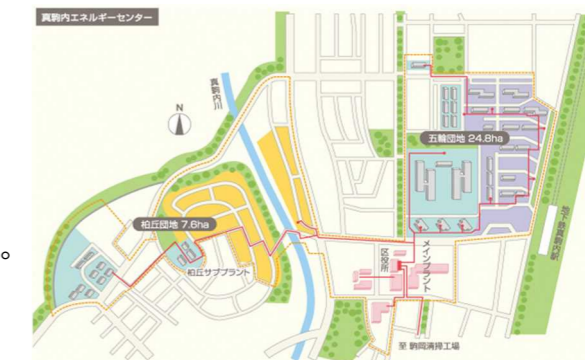 真駒内エネルギーセンター
真駒内川
N
五輪団地 24.8ha
柏丘団地 7.6ha
柏丘サブプラント
区役所
メインプラント
地下鉄真駒内駅
至 駒岡清掃工場
。